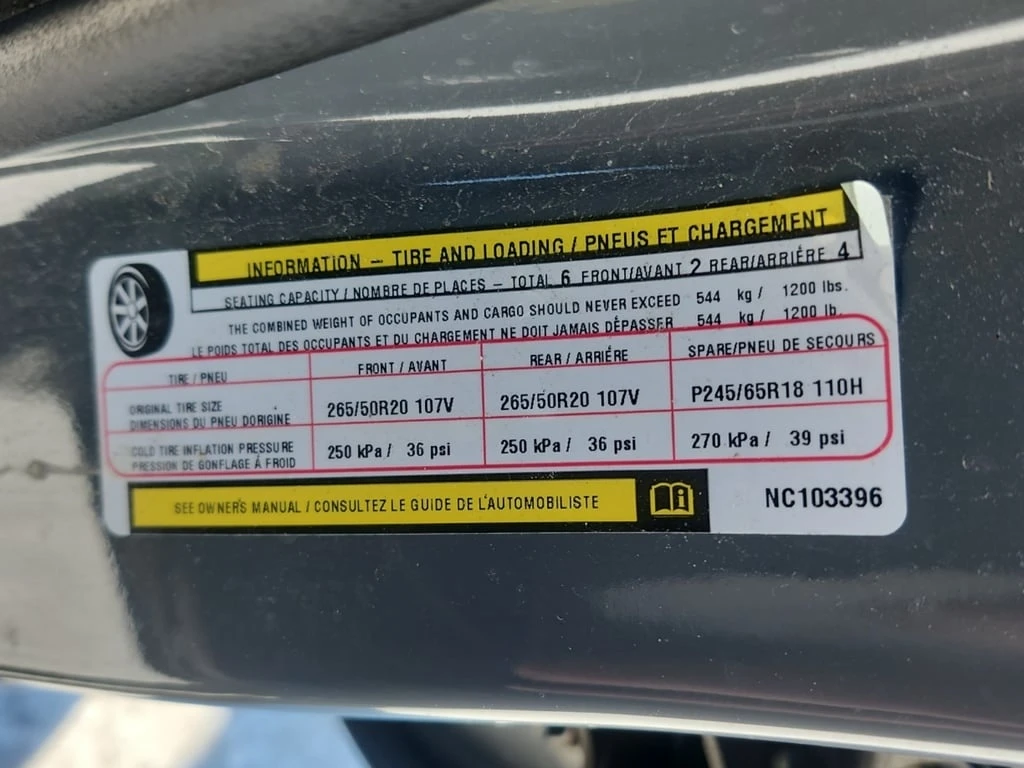 INFORMATION – TIRE AND LOADING / PNEUS ET CHARGEMENT
SEATING CAPACITY / NOMBRE DE PLACES – TOTAL 6 FRONT/AVANT 2 REAR/ARRIÉRE 4
THE COMBINED WEIGHT OF OCCUPANTS AND CARGO SHOULD NEVER EXCEED 544 kg / 1200 lbs.
LE POIDS TOTAL DES OCCUPANTS ET DU CHARGEMENT NE DOIT JAMAIS DÉPASSER 544 kg / 1200 lb.
TIRE / PNEU FRONT / AVANT REAR / ARRIÉRE SPARE/PNEU DE SECOURS
ORIGINAL TIRE SIZE
DIMENSIONS DU PNEU DORIGINE 265/50R20 107V 265/50R20 107V P245/65R18 110H
COLD TIRE INFLATION PRESSURE
PRESSION DE GONFLAGE Á FROID 250 kPa / 36 psi 250 kPa / 36 psi 270 kPa / 39 psi
SEE OWNER'S MANUAL / CONSULTEZ LE GUIDE DE L'AUTOMOBILISTE
NC103396